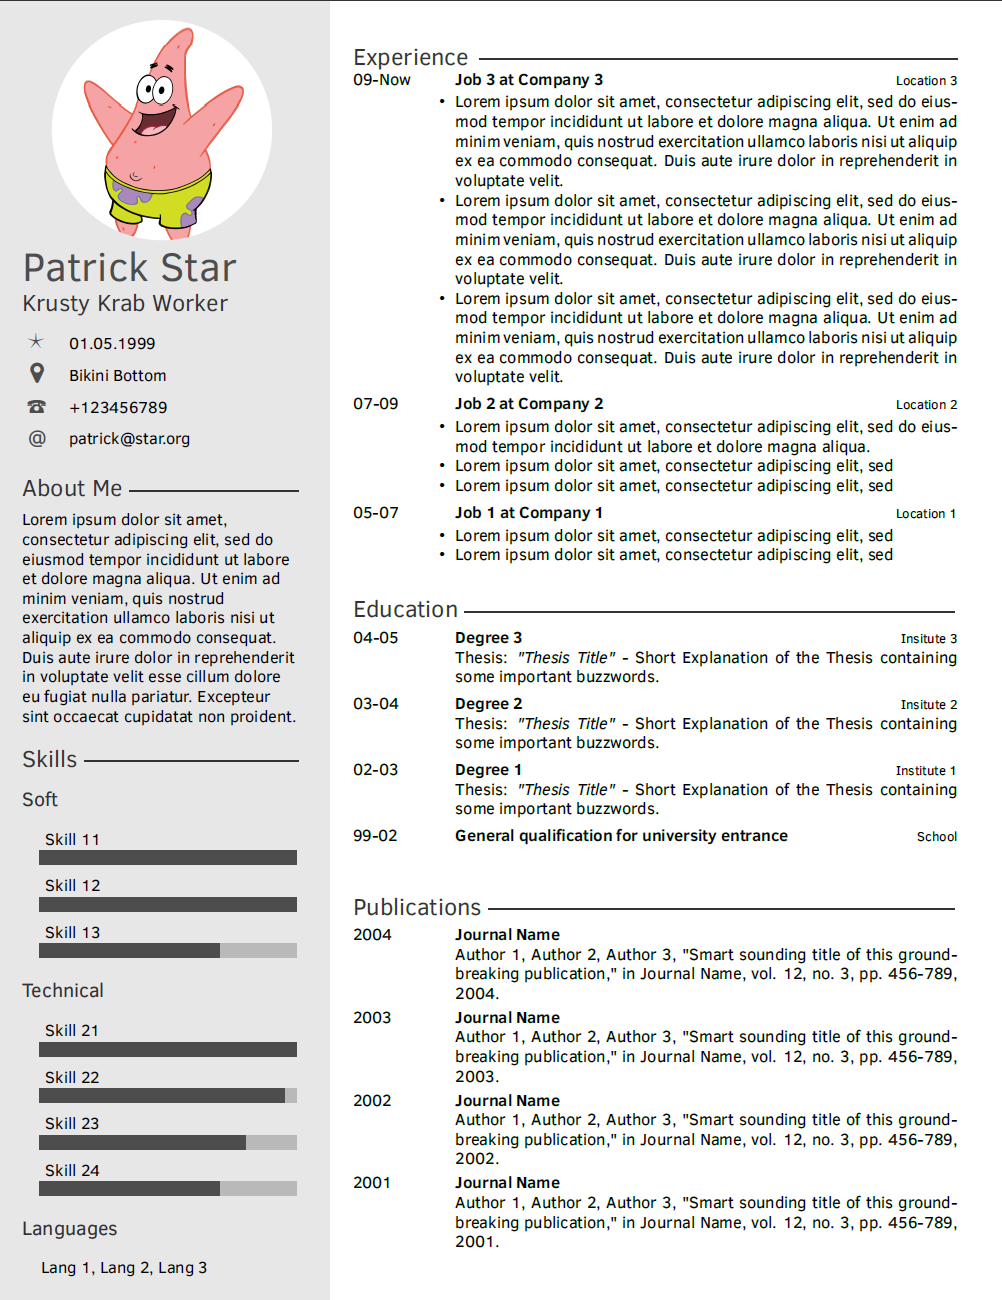 Patrick Star
Krusty Krab Worker
01.05.1999
Bikini Bottom
+123456789
@ patrick@star.org
About Me
Lorem ipsum dolor sit amet,
consectetur adipiscing elit, sed do
eiusmod tempor incididunt ut labore
et dolore magna aliqua. Ut enim ad
minim veniam, quis nostrud
exercitation ullamco laboris nisi ut
aliquip ex ea commodo consequat.
Duis aute irure dolor in reprehenderit
in voluptate velit esse cillum dolore
eu fugiat nulla pariatur. Excepteur
sint occaecat cupidatat non proident.
Skills
Soft
Skill 11
Skill 12
Skill 13
Technical
Skill 21
Skill 22
Skill 23
Skill 24
Languages
Lang 1, Lang 2, Lang 3
Experience
09-Now Job 3 at Company 3 Location 3
• Lorem ipsum dolor sit amet, consectetur adipiscing elit, sed do eius-
mod tempor incididunt ut labore et dolore magna aliqua. Ut enim ad
minim veniam, quis nostrud exercitation ullamco laboris nisi ut aliquip
ex ea commodo consequat. Duis aute irure dolor in reprehenderit in
voluptate velit.
• Lorem ipsum dolor sit amet, consectetur adipiscing elit, sed do eius-
mod tempor incididunt ut labore et dolore magna aliqua. Ut enim ad
minim veniam, quis nostrud exercitation ullamco laboris nisi ut aliquip
ex ea commodo consequat. Duis aute irure dolor in reprehenderit in
voluptate velit.
• Lorem ipsum dolor sit amet, consectetur adipiscing elit, sed do eius-
mod tempor incididunt ut labore et dolore magna aliqua. Ut enim ad
minim veniam, quis nostrud exercitation ullamco laboris nisi ut aliquip
ex ea commodo consequat. Duis aute irure dolor in reprehenderit in
voluptate velit.
07-09 Job 2 at Company 2 Location 2
• Lorem ipsum dolor sit amet, consectetur adipiscing elit, sed do eius-
mod tempor incididunt ut labore et dolore magna aliqua.
• Lorem ipsum dolor sit amet, consectetur adipiscing elit, sed
• Lorem ipsum dolor sit amet, consectetur adipiscing elit, sed
05-07 Job 1 at Company 1 Location 1
• Lorem ipsum dolor sit amet, consectetur adipiscing elit, sed
• Lorem ipsum dolor sit amet, consectetur adipiscing elit, sed
Education
04-05 Degree 3 Insitute 3
Thesis: "Thesis Title" - Short Explanation of the Thesis containing
some important buzzwords.
03-04 Degree 2 Insitute 2
Thesis: "Thesis Title" - Short Explanation of the Thesis containing
some important buzzwords.
02-03 Degree 1 Institute 1
Thesis: "Thesis Title" - Short Explanation of the Thesis containing
some important buzzwords.
99-02 General qualification for university entrance School
Publications
2004 Journal Name
Author 1, Author 2, Author 3, "Smart sounding title of this ground-
breaking publication," in Journal Name, vol. 12, no. 3, pp. 456-789,
2004.
2003 Journal Name
Author 1, Author 2, Author 3, "Smart sounding title of this ground-
breaking publication," in Journal Name, vol. 12, no. 3, pp. 456-789,
2003.
2002 Journal Name
Author 1, Author 2, Author 3, "Smart sounding title of this ground-
breaking publication," in Journal Name, vol. 12, no. 3, pp. 456-789,
2002.
2001 Journal Name
Author 1, Author 2, Author 3, "Smart sounding title of this ground-
breaking publication," in Journal Name, vol. 12, no. 3, pp. 456-789,
2001.